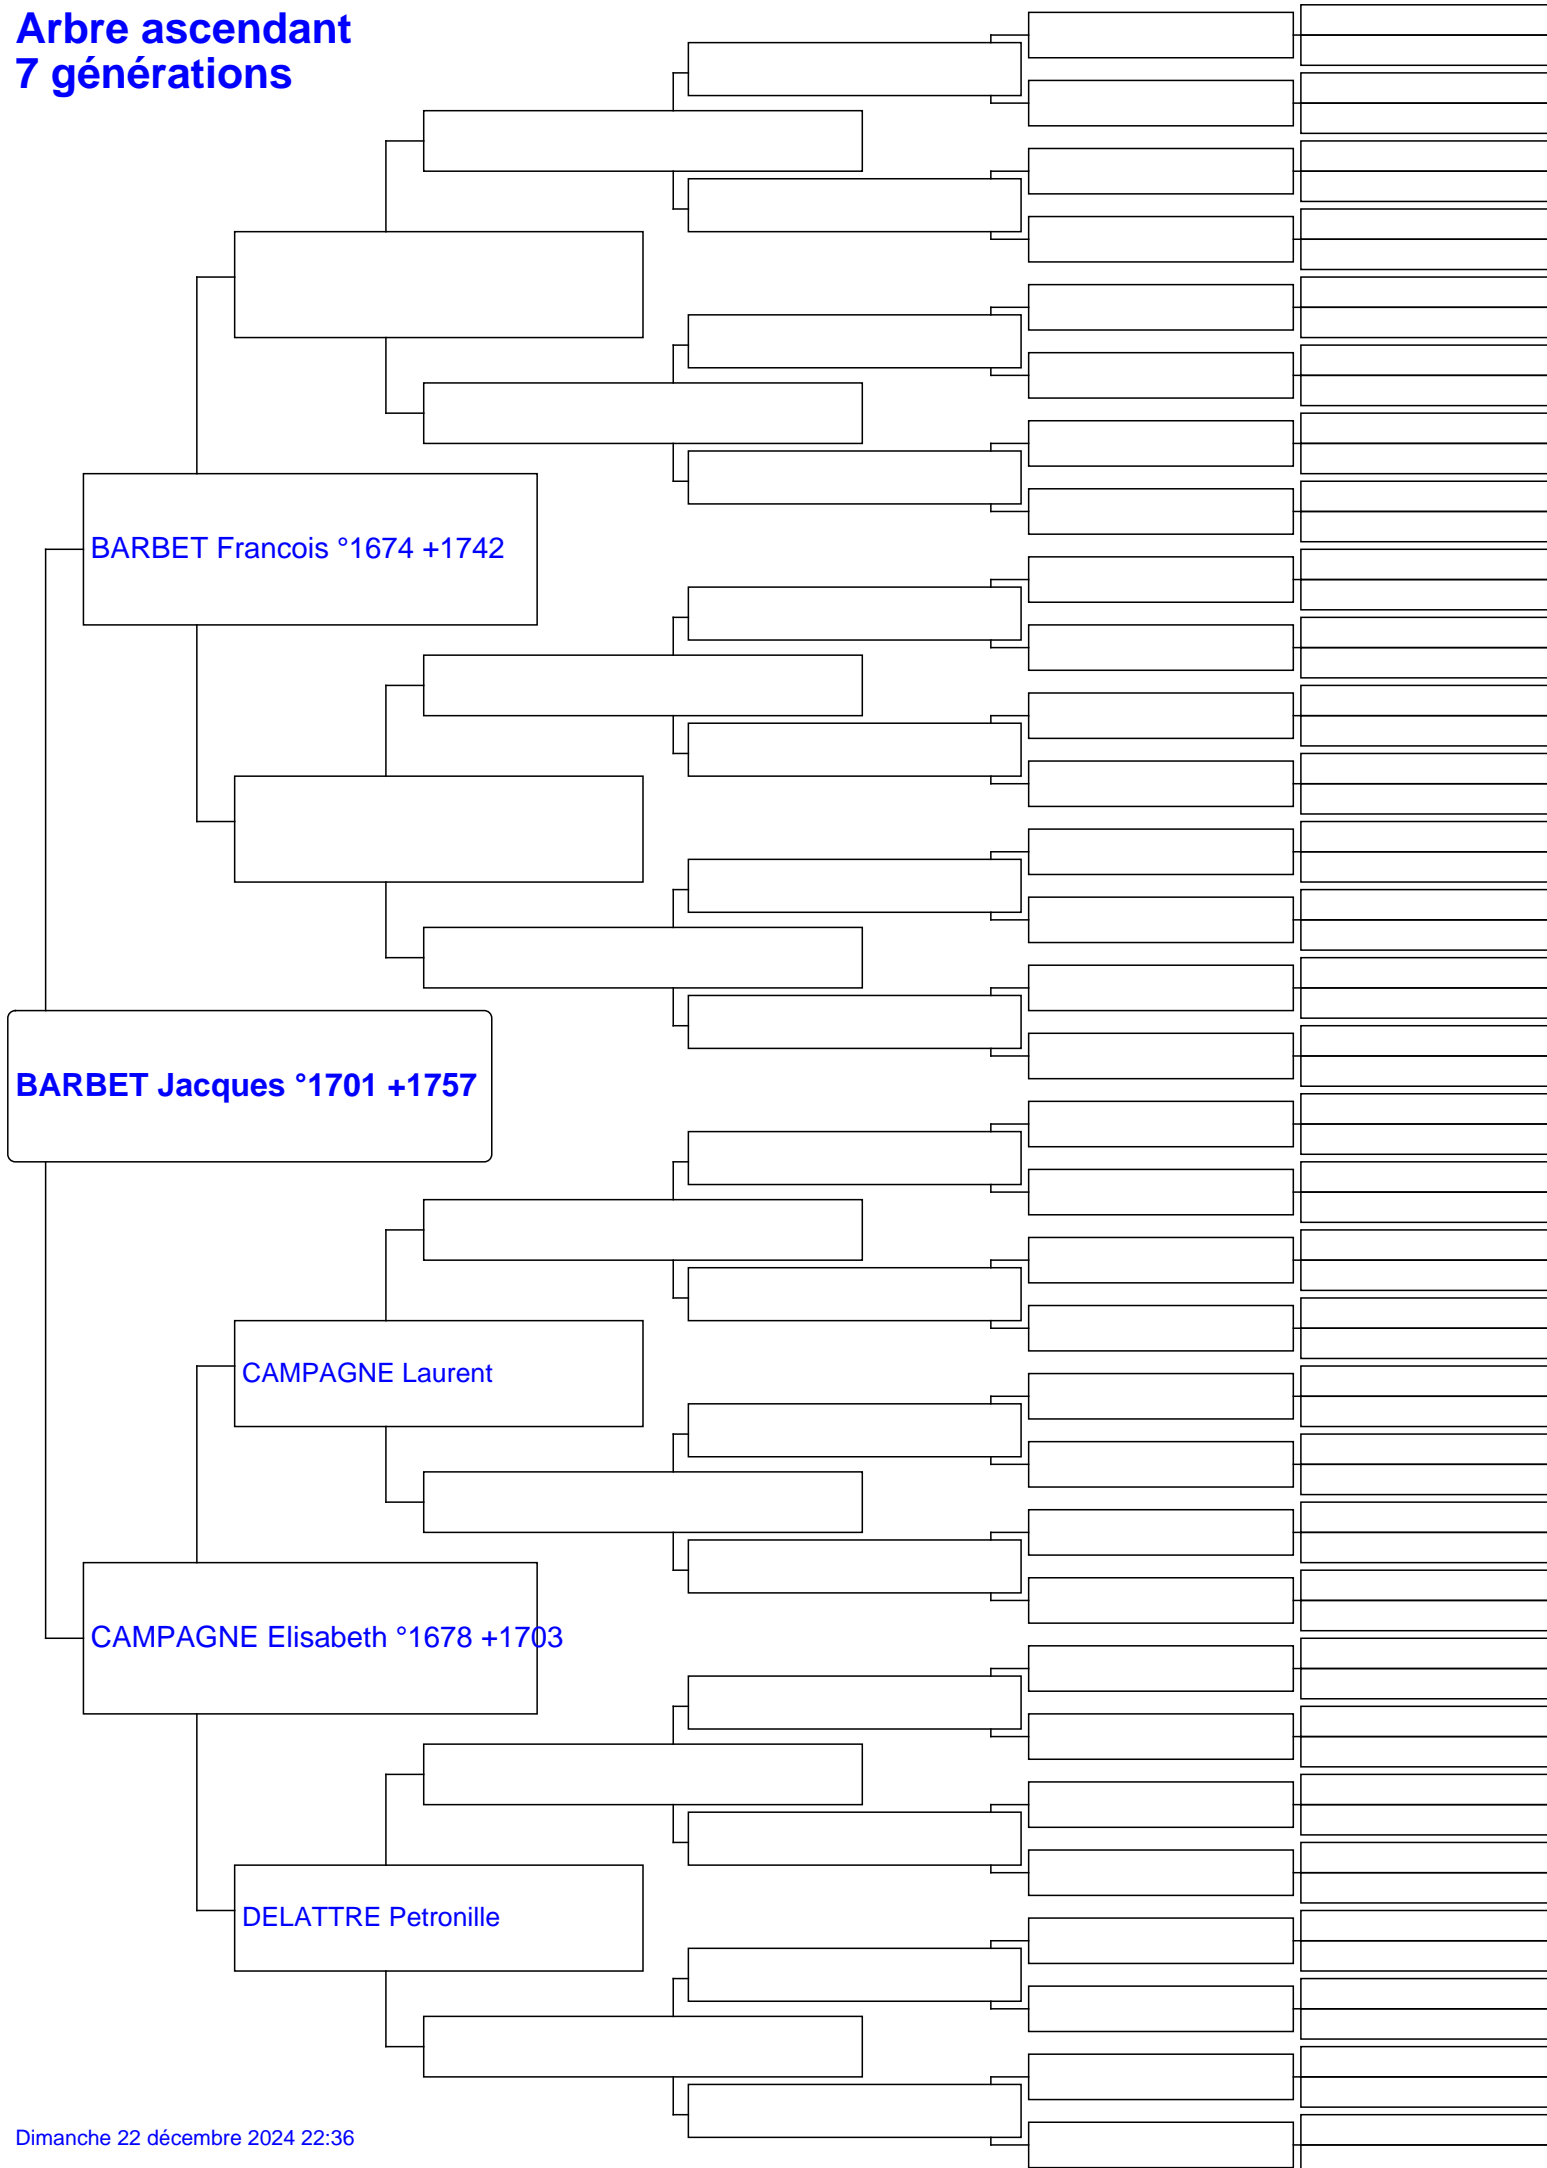 Arbre ascendant
7 générations
BARBET Francois °1674 +1742
BARBET Jacques °1701 +1757
CAMPAGNE Laurent
CAMPAGNE Elisabeth °1678 +1703
DELATTRE Petronille
Dimanche 22 décembre 2024 22:36